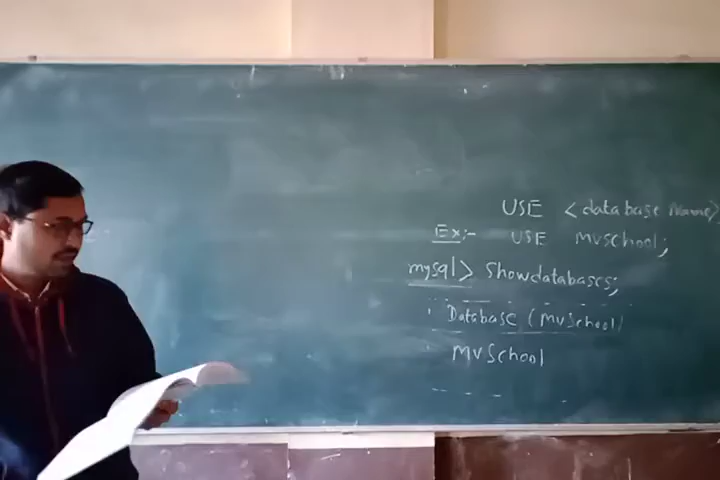 USE <database Name>
Ex:- USE mvschool;
mysql> Showdatabases;
Database (mvSchool)
mvSchool